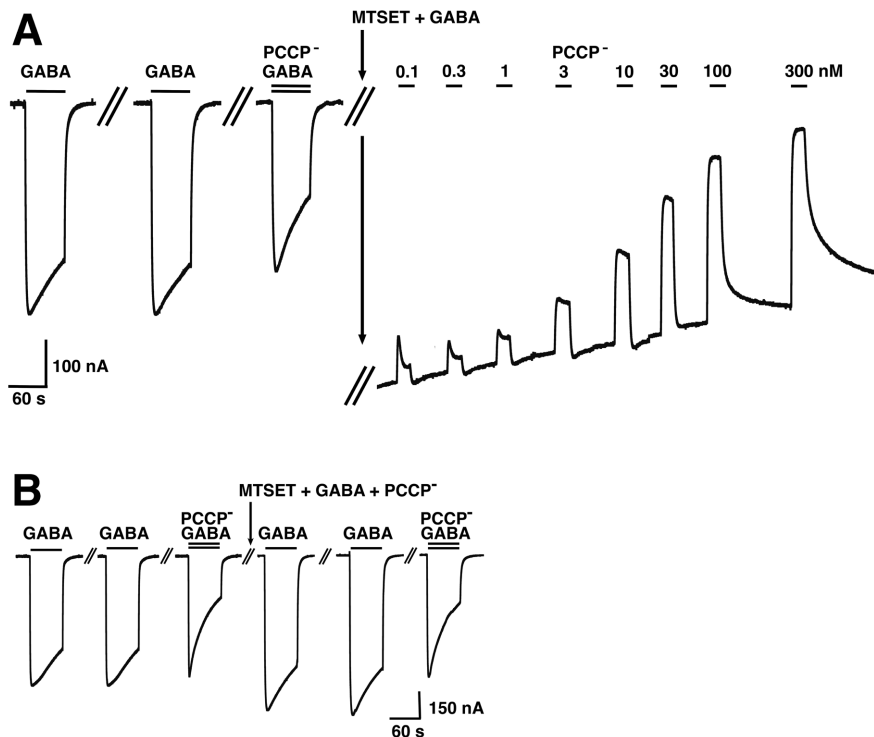 A
MTSET + GABA
PCCP⁻
GABA
GABA
GABA
PCCP⁻
0.1 0.3 1 3 10 30 100 300 nM
100 nA
60 s
B
MTSET + GABA + PCCP⁻
PCCP⁻
GABA
GABA
GABA
GABA
GABA
PCCP⁻
GABA
150 nA
60 s